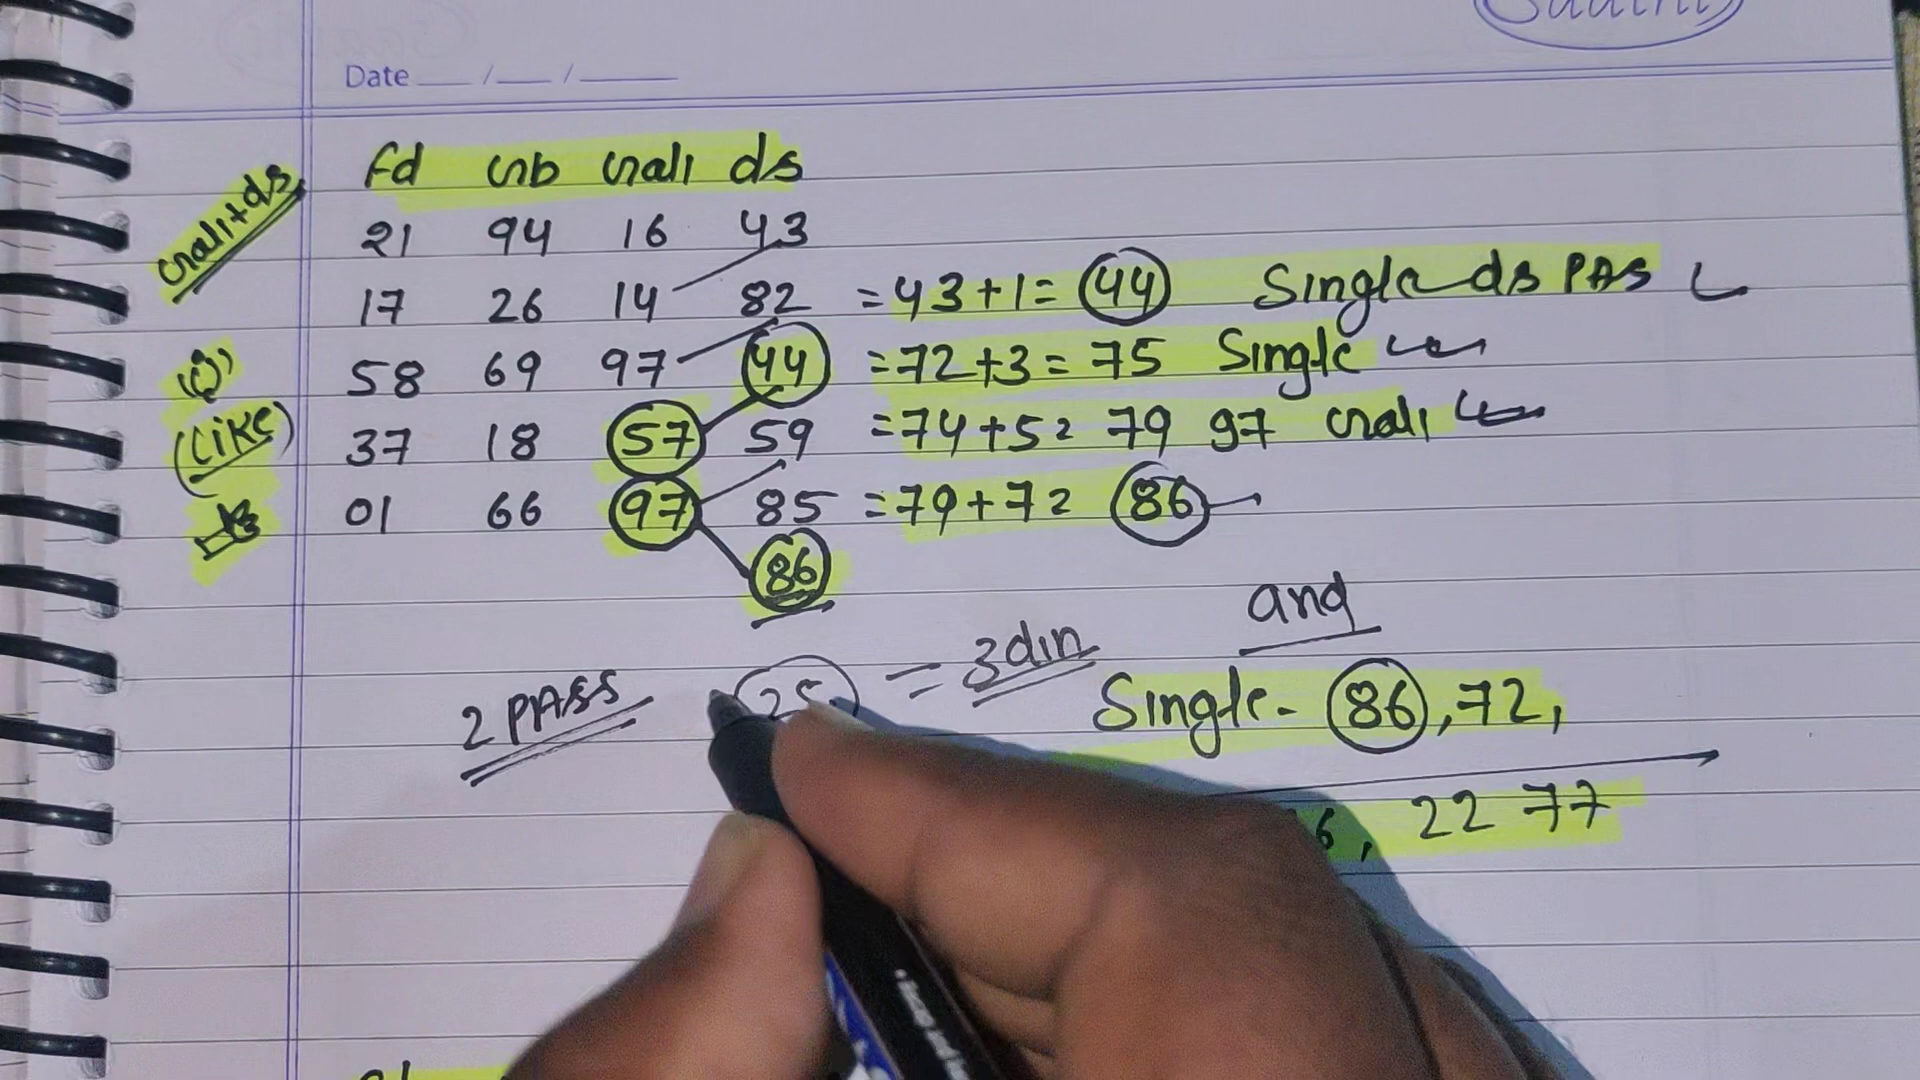 Saathi
Date __/__/____
Fd GB Gali ds
Gali+ds
21 94 16 43
17 26 14 82 =43+1= 44 Single ds PAS
58 69 97 44 =72+3= 75 Single
(Like) 37 18 57 59 =74+5= 79 97 Gali
01 66 97 85 =79+7= 86
86
and
2 PASS 25 = 3din
Single- 86, 72,
6, 22 77